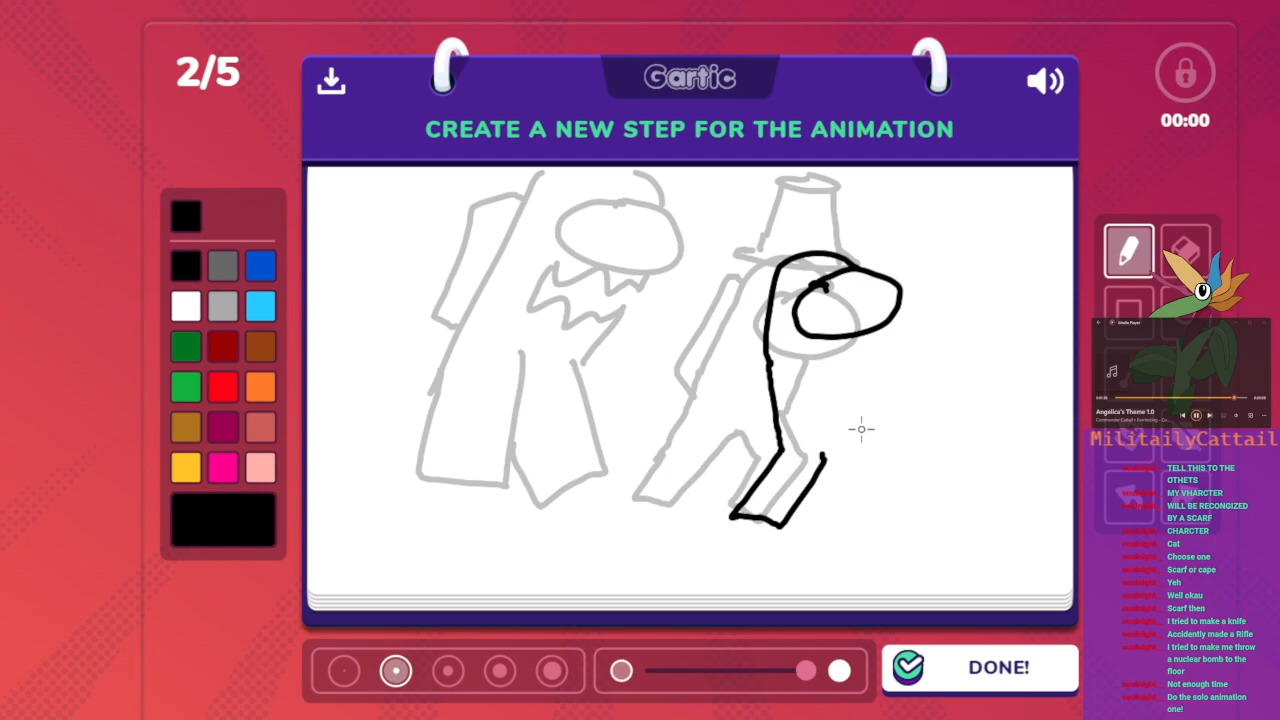 2/5
Gartic
CREATE A NEW STEP FOR THE ANIMATION
00:00
Angelica's Theme 1.0
MilitailyCattail
TELL THIS TO THE
OTHETS
MY VHARCTER
WILL BE RECONGIZED
BY A SCARF
CHARCTER
Cat
Choose one
Scarf or cape
Yeh
Well okau
Scarf then
I tried to make a knife
Accidently made a Rifle
I tried to make me throw
a nuclear bomb to the
floor
Not enough time
Do the solo animation
one!
DONE!